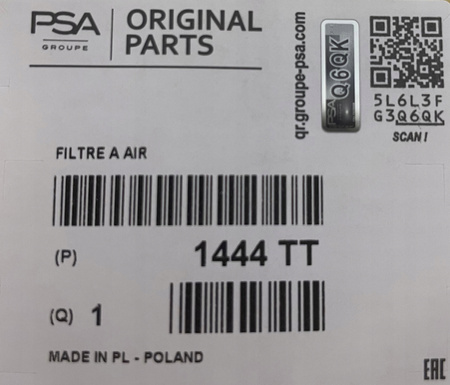 PSA
GROUPE
ORIGINAL
PARTS
qr.groupe-psa.com
PSA Q6QK
5L6L3F
G3Q6QK
SCAN!
FILTRE A AIR
(P) 1444 TT
(Q) 1
MADE IN PL - POLAND
EAC